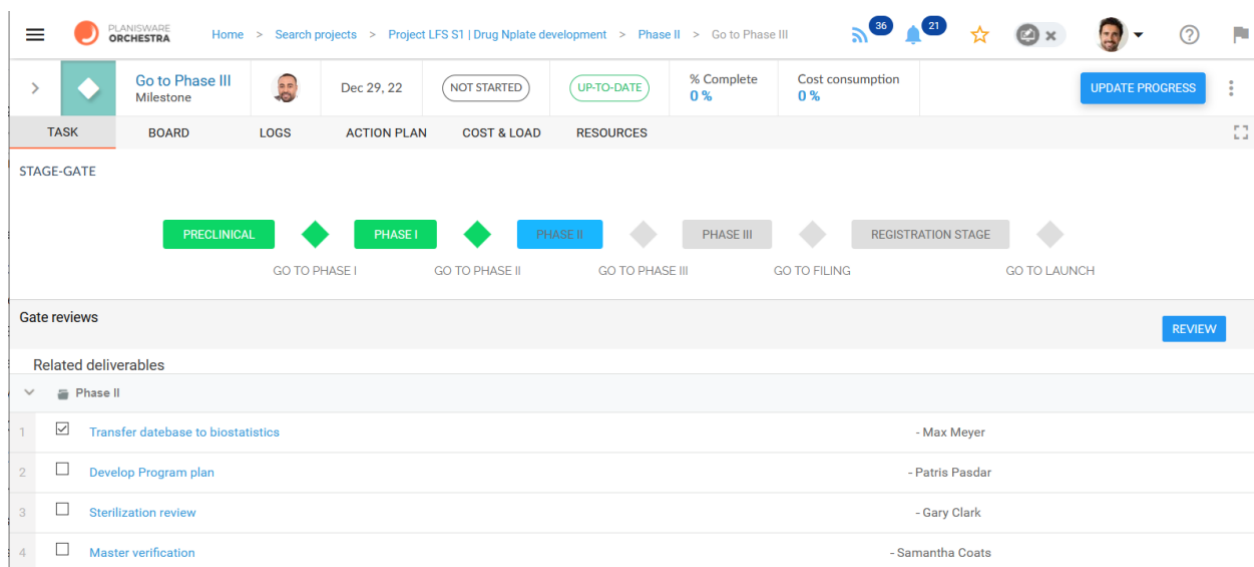 PLANISWARE
ORCHESTRA
Home > Search projects > Project LFS S1 | Drug Nplate development > Phase II > Go to Phase III
36
21
Go to Phase III
Milestone
Dec 29, 22
NOT STARTED
UP-TO-DATE
% Complete
0 %
Cost consumption
0 %
UPDATE PROGRESS
TASK BOARD LOGS ACTION PLAN COST & LOAD RESOURCES
STAGE-GATE
PRECLINICAL PHASE I PHASE II PHASE III REGISTRATION STAGE
GO TO PHASE I GO TO PHASE II GO TO PHASE III GO TO FILING GO TO LAUNCH
Gate reviews
REVIEW
Related deliverables
Phase II
1 Transfer datebase to biostatistics - Max Meyer
2 Develop Program plan - Patris Pasdar
3 Sterilization review - Gary Clark
4 Master verification - Samantha Coats